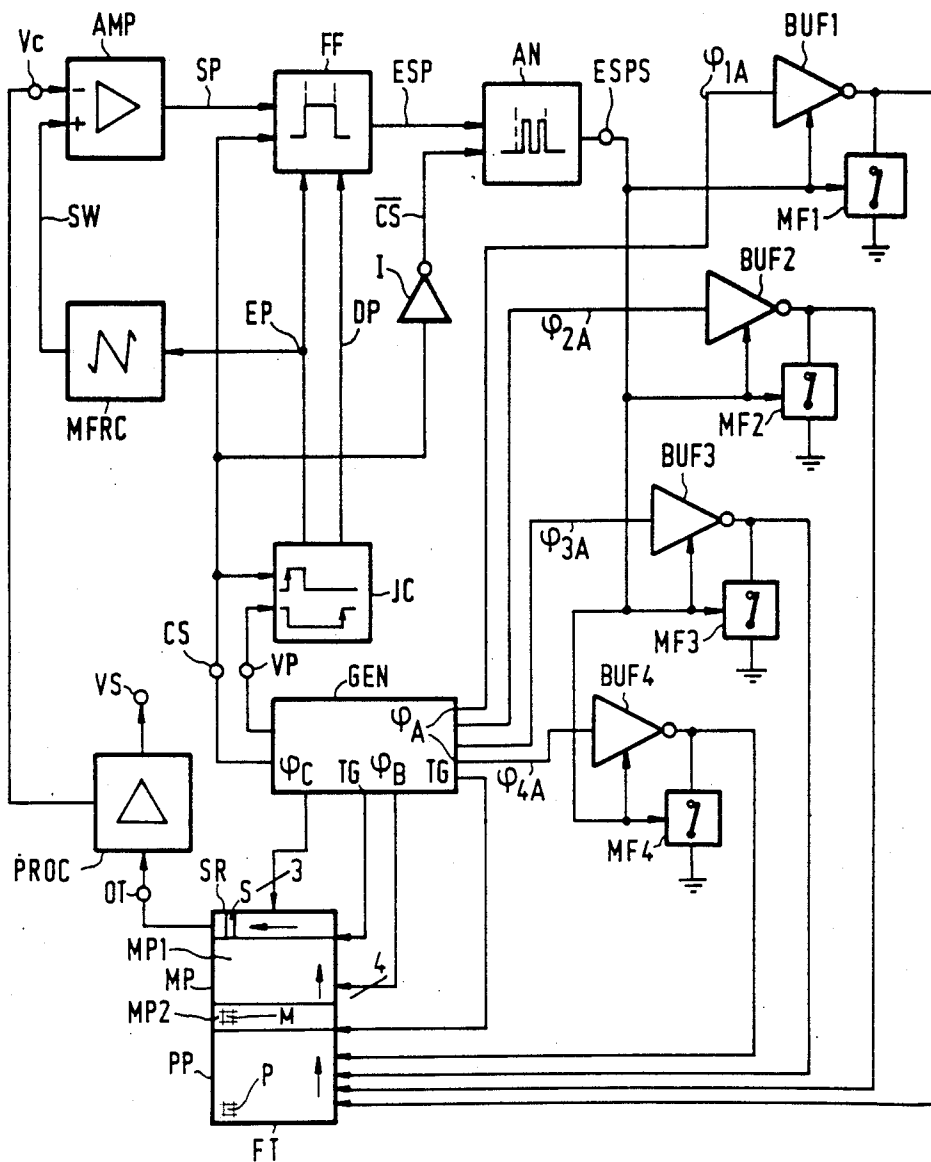 AMP
Vc
-
+
SP
FF
ESP
AN
ESPS
φ1A
BUF1
MF1
SW
CS
I
EP
DP
φ2A
BUF2
MF2
MFRC
BUF3
φ3A
MF3
JC
CS
VP
GEN
VS
BUF4
φA
φC TG φB TG
φ4A
MF4
PROC
OT
SR S 3
MP1
MP
4
MP2
M
PP
P
FT